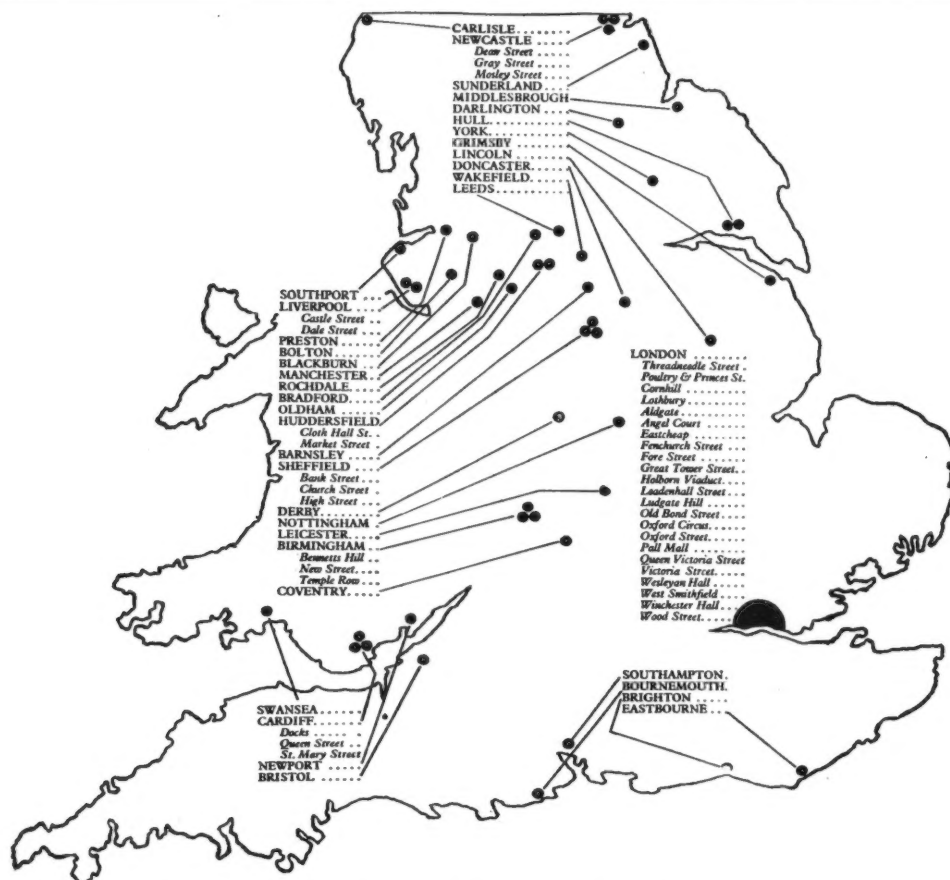 CARLISLE
NEWCASTLE
Dean Street
Gray Street
Mosley Street
SUNDERLAND
MIDDLESBROUGH
DARLINGTON
HULL
YORK
GRIMSBY
LINCOLN
DONCASTER
WAKEFIELD
LEEDS
SOUTHPORT
LIVERPOOL
Castle Street
Dale Street
PRESTON
BOLTON
BLACKBURN
MANCHESTER
ROCHDALE
BRADFORD
OLDHAM
HUDDERSFIELD
Cloth Hall St.
Market Street
BARNSLEY
SHEFFIELD
Bank Street
Church Street
High Street
DERBY
NOTTINGHAM
LEICESTER
BIRMINGHAM
Bennetts Hill
New Street
Temple Row
COVENTRY
LONDON
Threadneedle Street
Poultry & Princes St.
Cornhill
Lothbury
Aldgate
Angel Court
Eastcheap
Fenchurch Street
Fore Street
Great Tower Street
Holborn Viaduct
Leadenhall Street
Ludgate Hill
Old Bond Street
Oxford Circus
Oxford Street
Pall Mall
Queen Victoria Street
Victoria Street
Wesleyan Hall
West Smithfield
Winchester Hall
Wood Street
SWANSEA
CARDIFF
Docks
Queen Street
St. Mary Street
NEWPORT
BRISTOL
SOUTHAMPTON
BOURNEMOUTH
BRIGHTON
EASTBOURNE